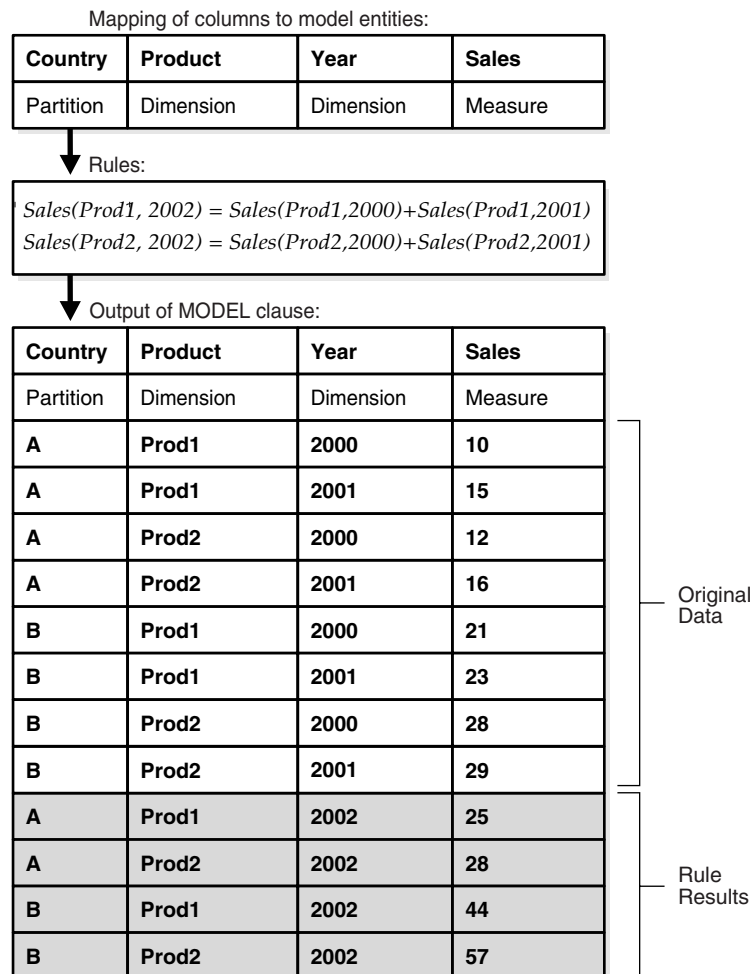 Mapping of columns to model entities:
Country Product Year Sales
Partition Dimension Dimension Measure
Rules:
Sales(Prod1, 2002) = Sales(Prod1,2000)+Sales(Prod1,2001)
Sales(Prod2, 2002) = Sales(Prod2,2000)+Sales(Prod2,2001)
Output of MODEL clause:
Country Product Year Sales
Partition Dimension Dimension Measure
A Prod1 2000 10
A Prod1 2001 15
A Prod2 2000 12
A Prod2 2001 16
B Prod1 2000 21
B Prod1 2001 23
B Prod2 2000 28
B Prod2 2001 29
Original
Data
A Prod1 2002 25
A Prod2 2002 28
B Prod1 2002 44
B Prod2 2002 57
Rule
Results